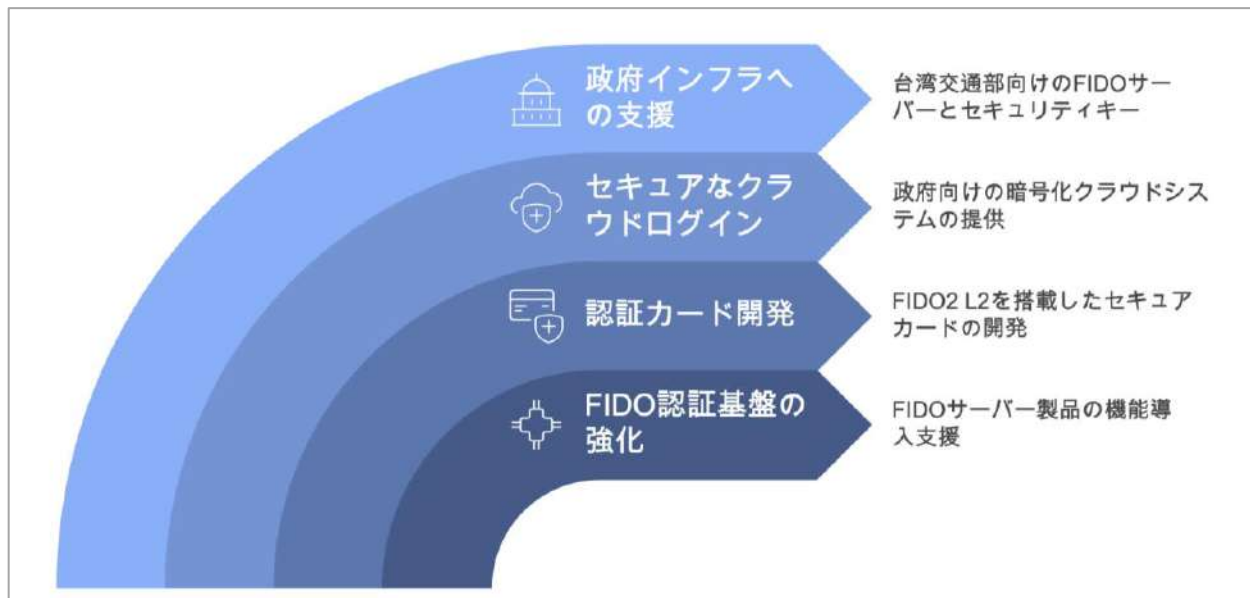 政府インフラへ
の支援
台湾交通部向けのFIDOサー
バーとセキュリティキー
セキュアなクラ
ウドログイン
政府向けの暗号化クラウドシス
テムの提供
認証カード開発
FIDO2 L2を搭載したセキュア
カードの開発
FIDO認証基盤の
強化
FIDOサーバー製品の機能導
入支援